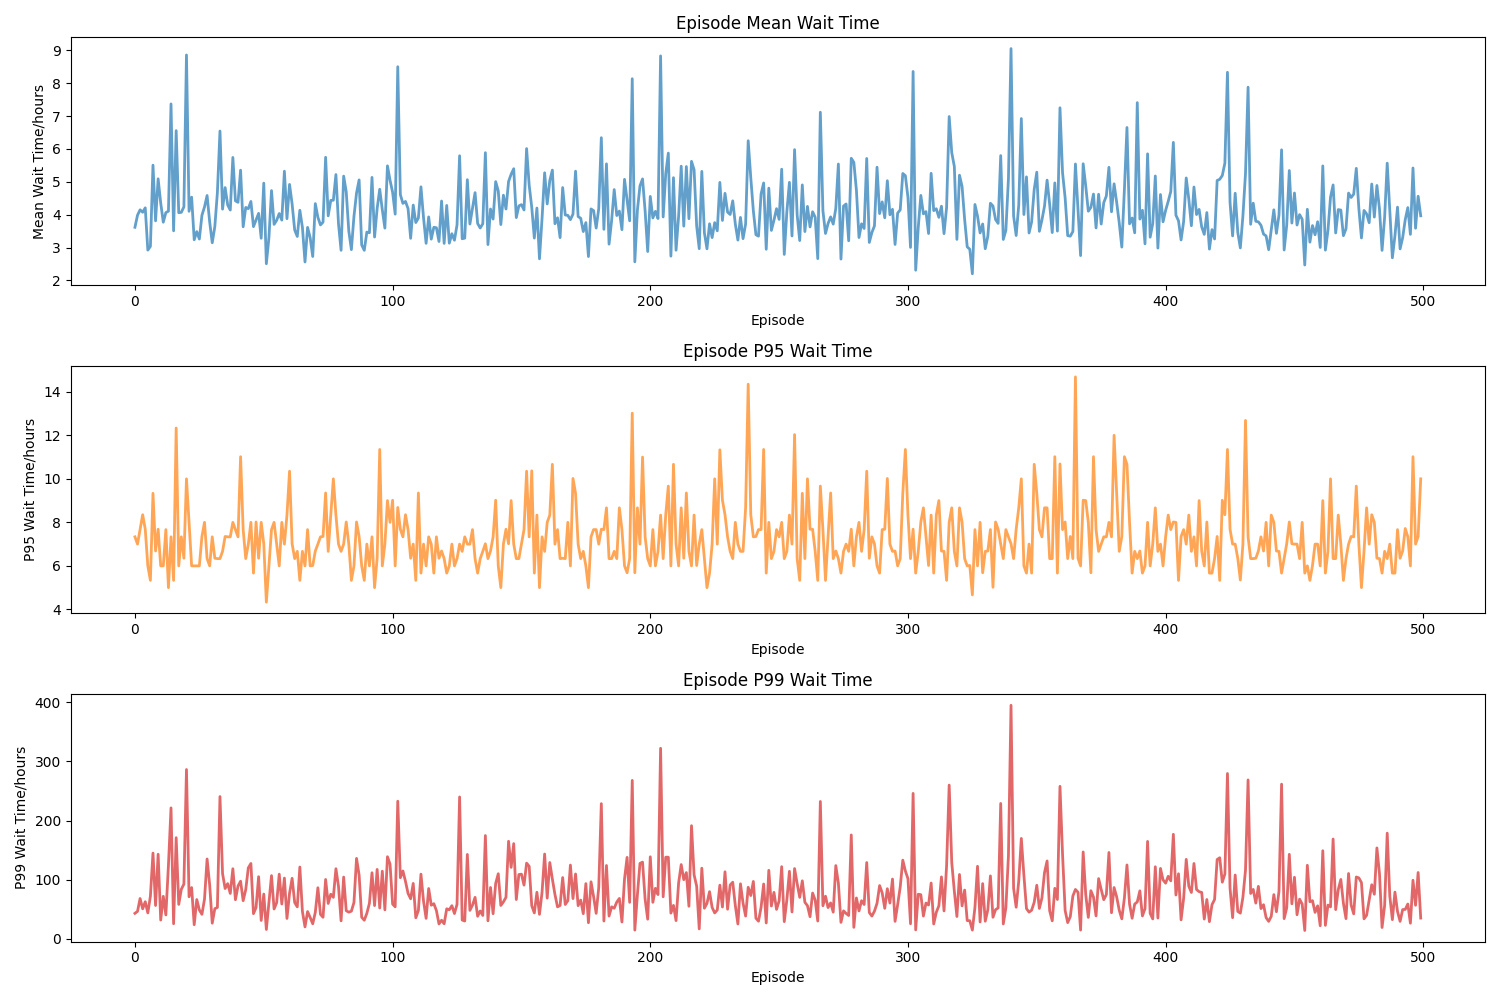 Episode Mean Wait Time
Mean Wait Time/hours
9
8
7
6
5
4
3
2
0 100 200 300 400 500
Episode
Episode P95 Wait Time
P95 Wait Time/hours
14
12
10
8
6
4
0 100 200 300 400 500
Episode
Episode P99 Wait Time
P99 Wait Time/hours
400
300
200
100
0
0 100 200 300 400 500
Episode